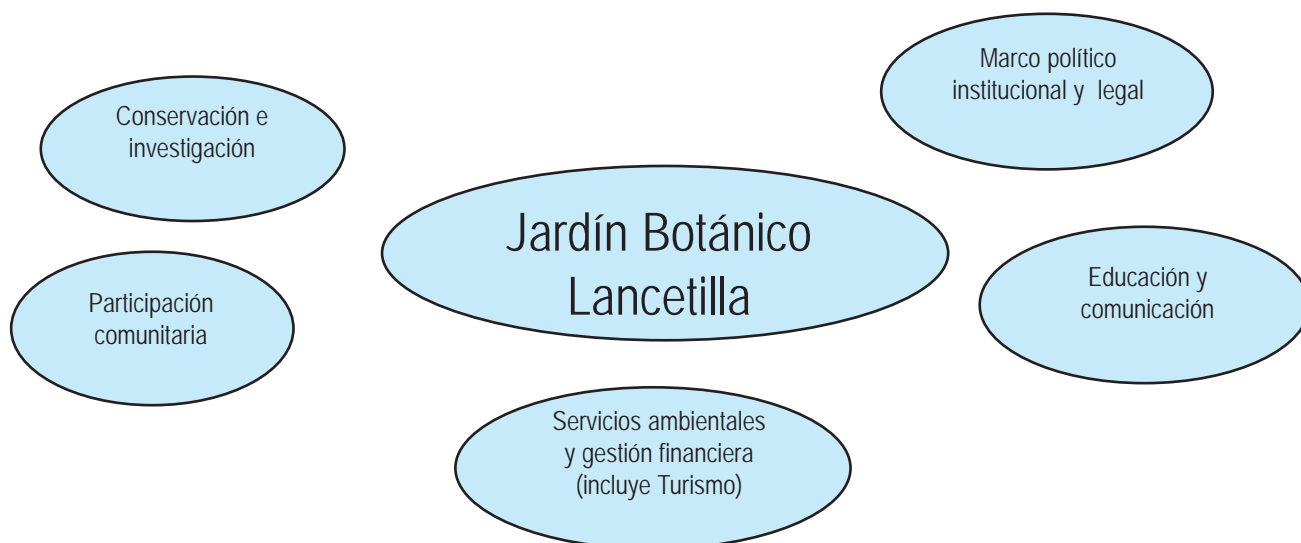 Marco político
institucional y legal
Conservación e
investigación
Jardín Botánico
Lancetilla
Participación
comunitaria
Educación y
comunicación
Servicios ambientales
y gestión financiera
(incluye Turismo)